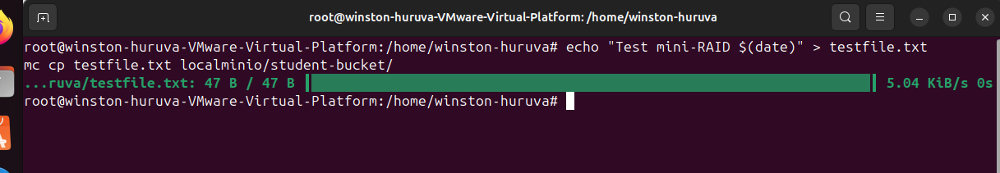 root@winston-huruva-VMware-Virtual-Platform: /home/winston-huruva
root@winston-huruva-VMware-Virtual-Platform:/home/winston-huruva# echo "Test mini-RAID $(date)" > testfile.txt
mc cp testfile.txt localminio/student-bucket/
...ruva/testfile.txt: 47 B / 47 B 5.04 KiB/s 0s
root@winston-huruva-VMware-Virtual-Platform:/home/winston-huruva#